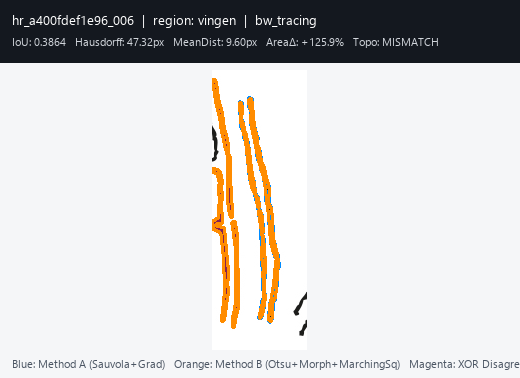 hr_a400fdef1e96_006 | region: vingen | bw_tracing
IoU: 0.3864 Hausdorff: 47.32px MeanDist: 9.60px AreaΔ: +125.9% Topo: MISMATCH
Blue: Method A (Sauvola+Grad) Orange: Method B (Otsu+Morph+MarchingSq) Magenta: XOR Disagre